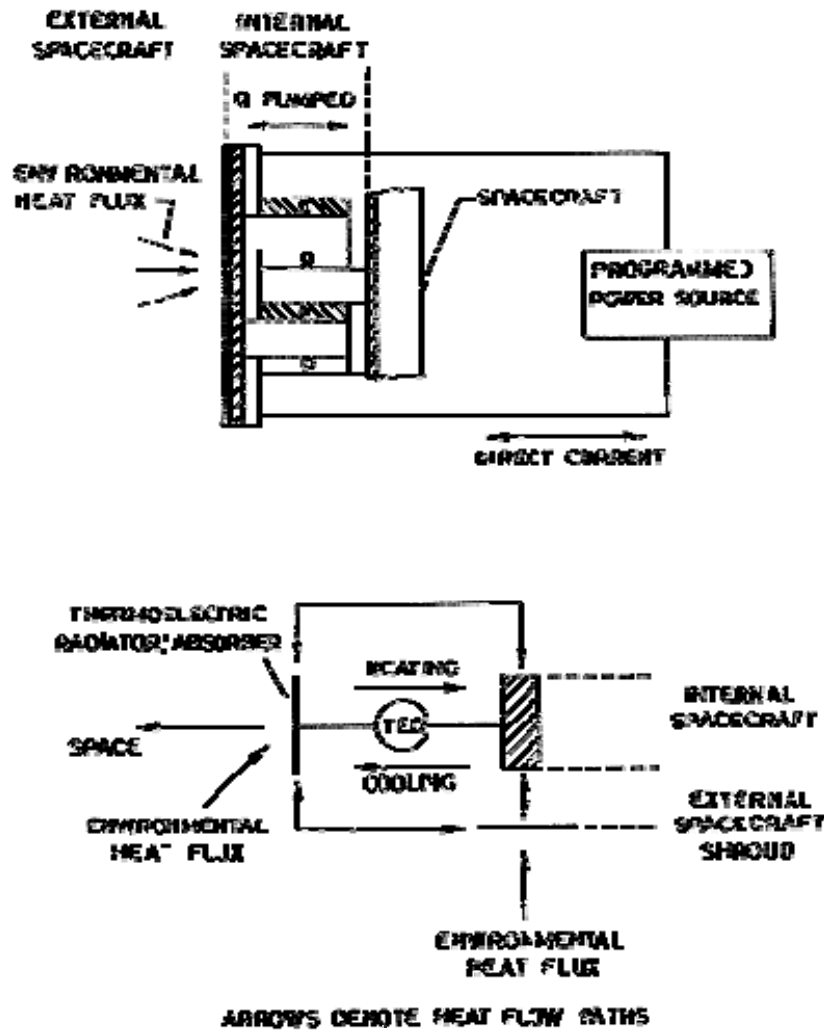 EXTERNAL
SPACECRAFT
INTERNAL
SPACECRAFT
Q PUMPED
ENVIRONMENTAL
HEAT FLUX
SPACECRAFT
PROGRAMMED
POWER SOURCE
DIRECT CURRENT
THERMOELECTRIC
RADIATOR/ABSORBER
HEATING
TEC
COOLING
SPACE
INTERNAL
SPACECRAFT
ENVIRONMENTAL
HEAT FLUX
EXTERNAL
SPACECRAFT
SHROUD
ENVIRONMENTAL
HEAT FLUX
ARROWS DENOTE HEAT FLOW PATHS